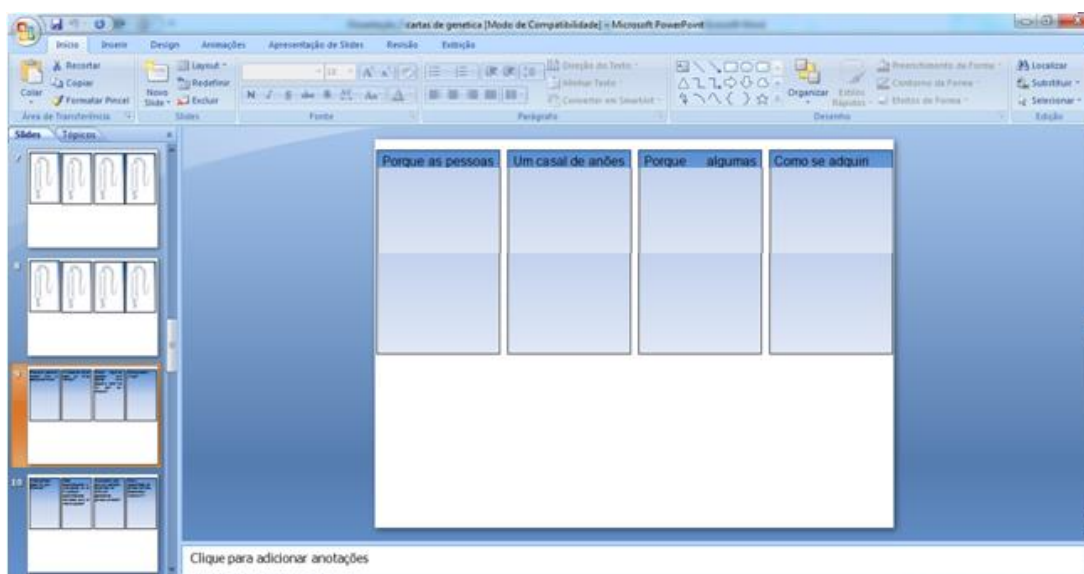 cartas de genetica [Modo de Compatibilidade] - Microsoft PowerPoint
Início Inserir Design Animações Apresentação de Slides Revisão Exibição
Colar
Recortar
Copiar
Formatar Pincel
Área de Transferência
Novo
Slide
Layout
Redefinir
Excluir
Slides
Fonte
Direção do Texto
Alinhar Texto
Converter em SmartArt
Parágrafo
Organizar
Estilos
Rápidos
Preenchimento da Forma
Contorno da Forma
Efeitos de Forma
Desenho
Localizar
Substituir
Selecionar
Edição
Slides Tópicos
Porque as pessoas
Um casal de anões
Porque algumas
Como se adquiri
10
Clique para adicionar anotações